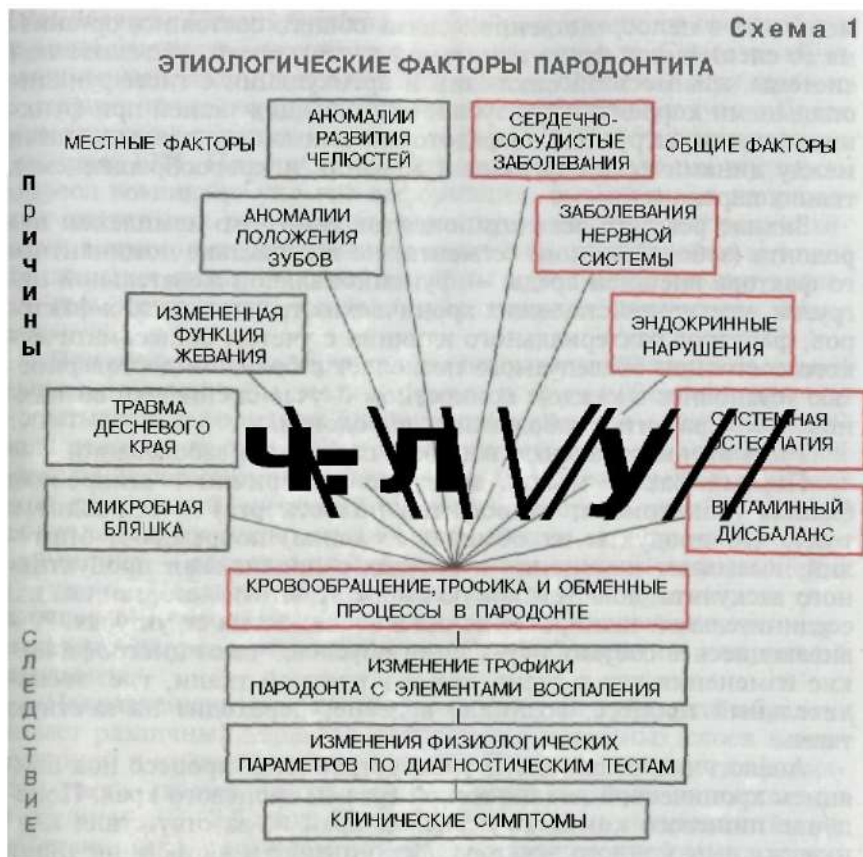 Схема 1
ЭТИОЛОГИЧЕСКИЕ ФАКТОРЫ ПАРОДОНТИТА
МЕСТНЫЕ ФАКТОРЫ
АНОМАЛИИ
РАЗВИТИЯ
ЧЕЛЮСТЕЙ
СЕРДЕЧНО-
СОСУДИСТЫЕ
ЗАБОЛЕВАНИЯ
ОБЩИЕ ФАКТОРЫ
ПРИЧИНЫ
АНОМАЛИИ
ПОЛОЖЕНИЯ
ЗУБОВ
ЗАБОЛЕВАНИЯ
НЕРВНОЙ
СИСТЕМЫ
ИЗМЕНЕННАЯ
ФУНКЦИЯ
ЖЕВАНИЯ
ЭНДОКРИННЫЕ
НАРУШЕНИЯ
ТРАВМА
ДЕСНЕВОГО
КРАЯ
СИСТЕМНАЯ
ОСТЕОПАТИЯ
МИКРОБНАЯ
БЛЯШКА
ВИТАМИННЫЙ
ДИСБАЛАНС
КРОВООБРАЩЕНИЕ,ТРОФИКА И ОБМЕННЫЕ
ПРОЦЕССЫ В ПАРОДОНТЕ
СЛЕДСТВИЕ
ИЗМЕНЕНИЕ ТРОФИКИ
ПАРОДОНТА С ЭЛЕМЕНТАМИ ВОСПАЛЕНИЯ
ИЗМЕНЕНИЯ ФИЗИОЛОГИЧЕСКИХ
ПАРАМЕТРОВ ПО ДИАГНОСТИЧЕСКИМ ТЕСТАМ
КЛИНИЧЕСКИЕ СИМПТОМЫ